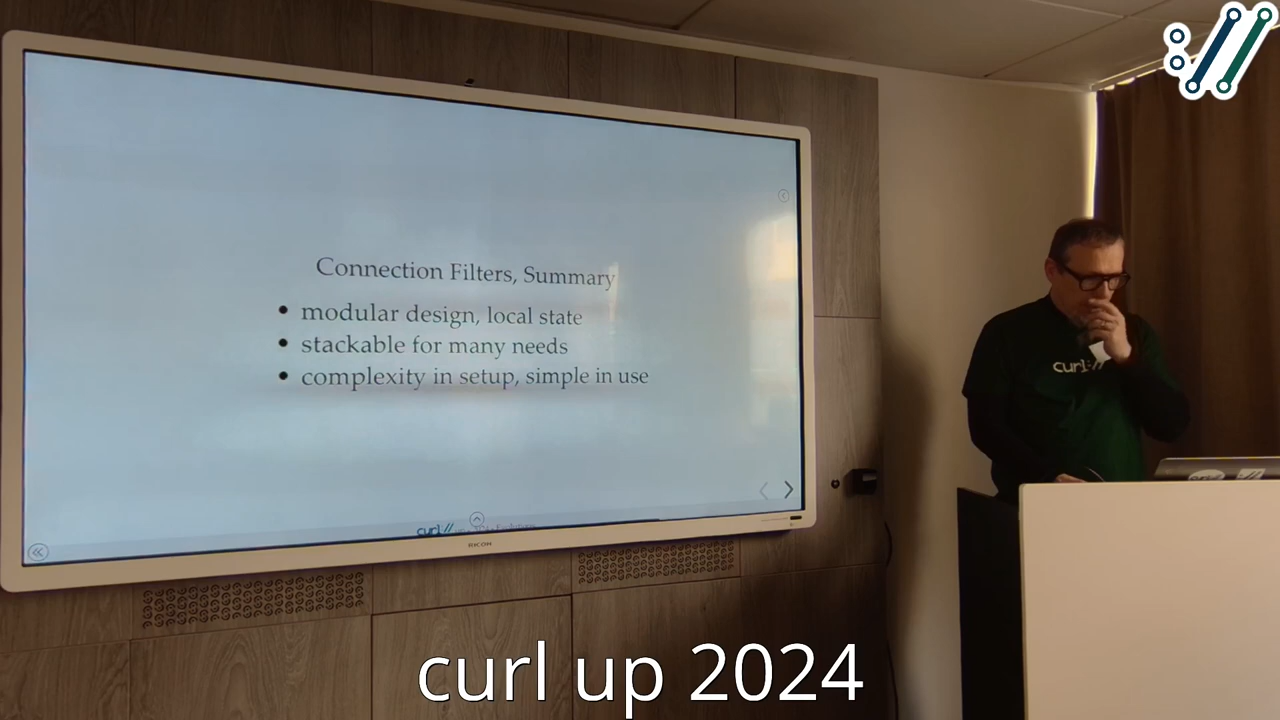 Connection Filters, Summary
• modular design, local state
• stackable for many needs
• complexity in setup, simple in use
curl://
curl://
RICOH
curl up 2024